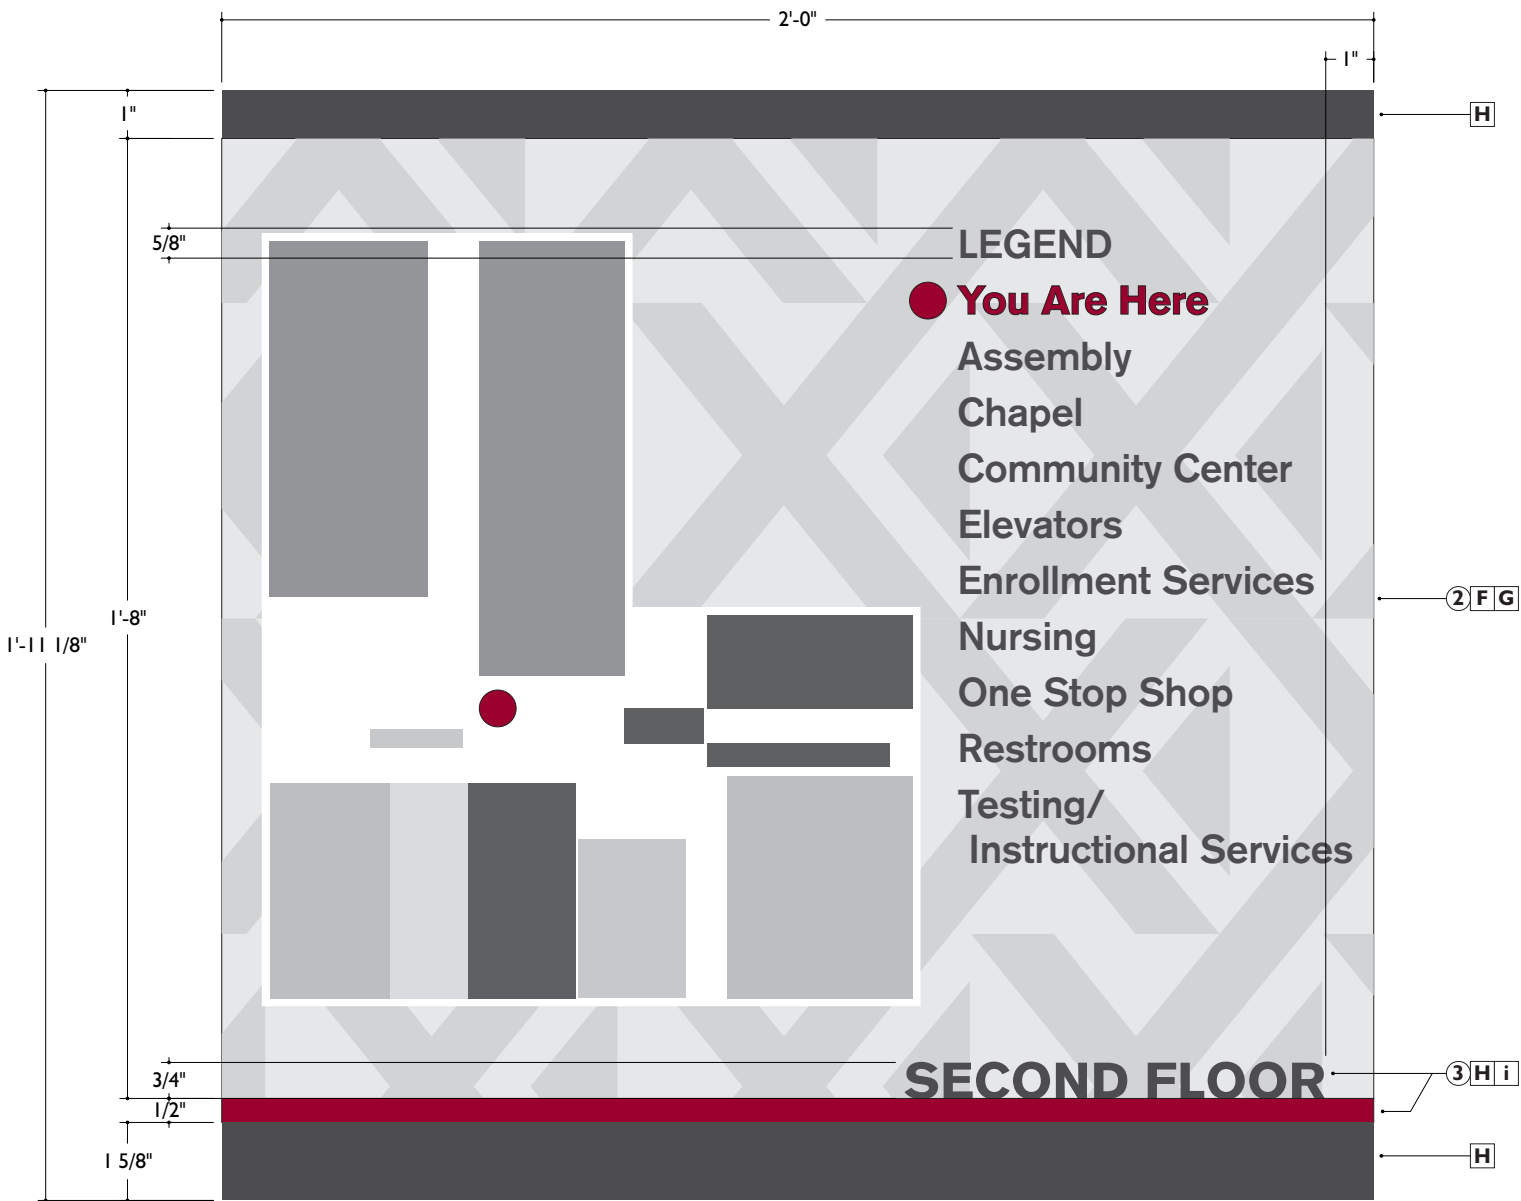 2'-0"
1"
1"
H
5/8"
LEGEND
You Are Here
Assembly
Chapel
Community Center
Elevators
Enrollment Services
2 F G
1'-8"
1'-11 1/8"
Nursing
One Stop Shop
Restrooms
Testing/
Instructional Services
3/4"
SECOND FLOOR
3 H i
1/2"
1 5/8"
H